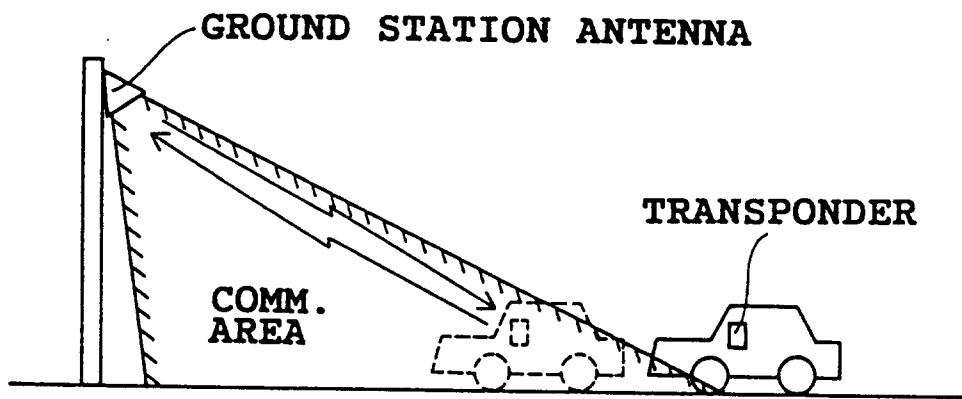 GROUND STATION ANTENNA
TRANSPONDER
COMM.
AREA